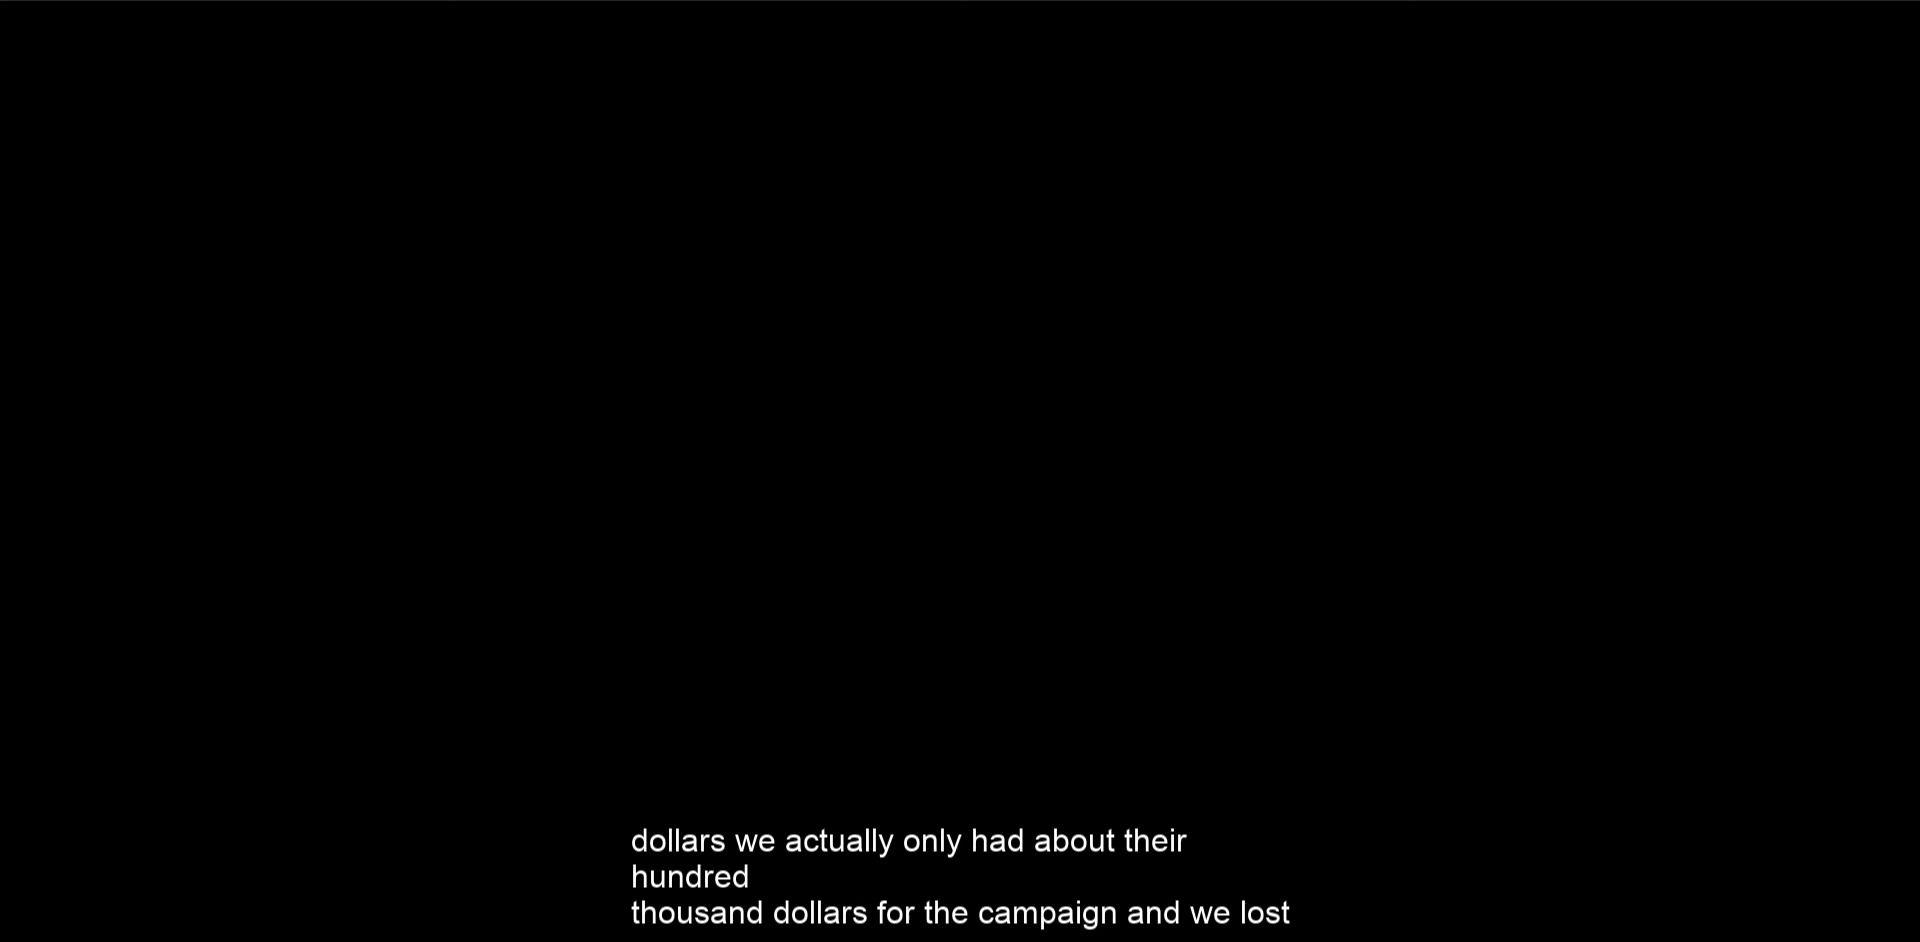 dollars we actually only had about their
hundred
thousand dollars for the campaign and we lost